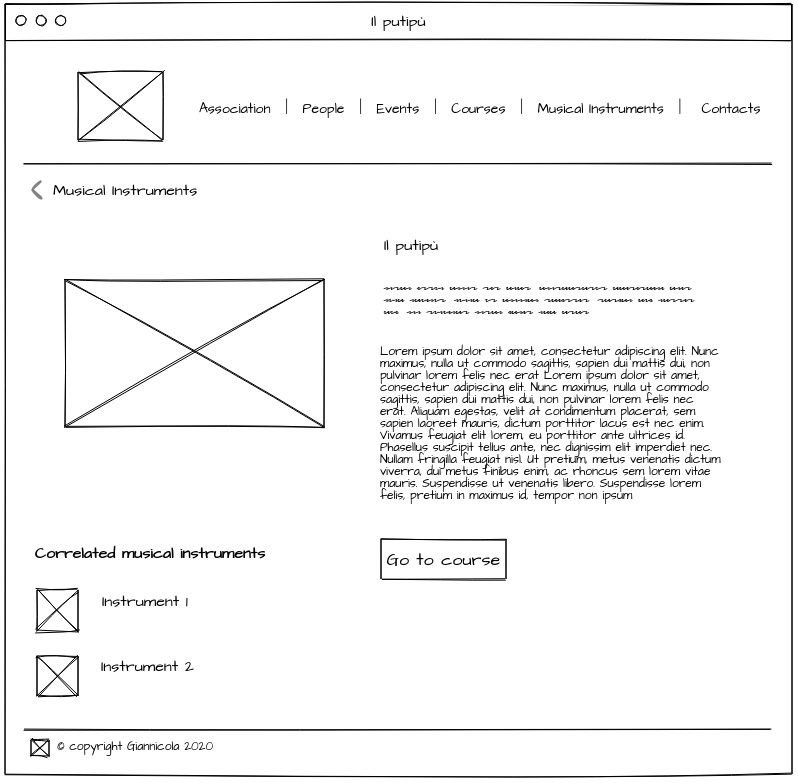 Il putipù
Association | People | Events | Courses | Musical Instruments | Contacts
Musical Instruments
Il putipù
Lorem ipsum dolor sit amet, consectetur adipiscing elit. Nunc
maximus, nulla ut commodo sagittis, sapien dui mattis dui, non
pulvinar lorem felis nec erat Lorem ipsum dolor sit amet,
consectetur adipiscing elit. Nunc maximus, nulla ut commodo
sagittis, sapien dui mattis dui, non pulvinar lorem felis nec
erat. Aliquam egestas, velit at condimentum placerat, sem
sapien laoreet mauris, dictum porttitor lacus est nec enim.
Vivamus feugiat elit lorem, eu porttitor ante ultrices id.
Phasellus suscipit tellus ante, nec dignissim elit imperdiet nec.
Nullam fringilla feugiat nisl. Ut pretium, metus venenatis dictum
viverra, dui metus finibus enim, ac rhoncus sem lorem vitae
mauris. Suspendisse ut venenatis libero. Suspendisse lorem
felis, pretium in maximus id, tempor non ipsum
Go to course
Correlated musical instruments
Instrument 1
Instrument 2
© copyright Giannicola 2020